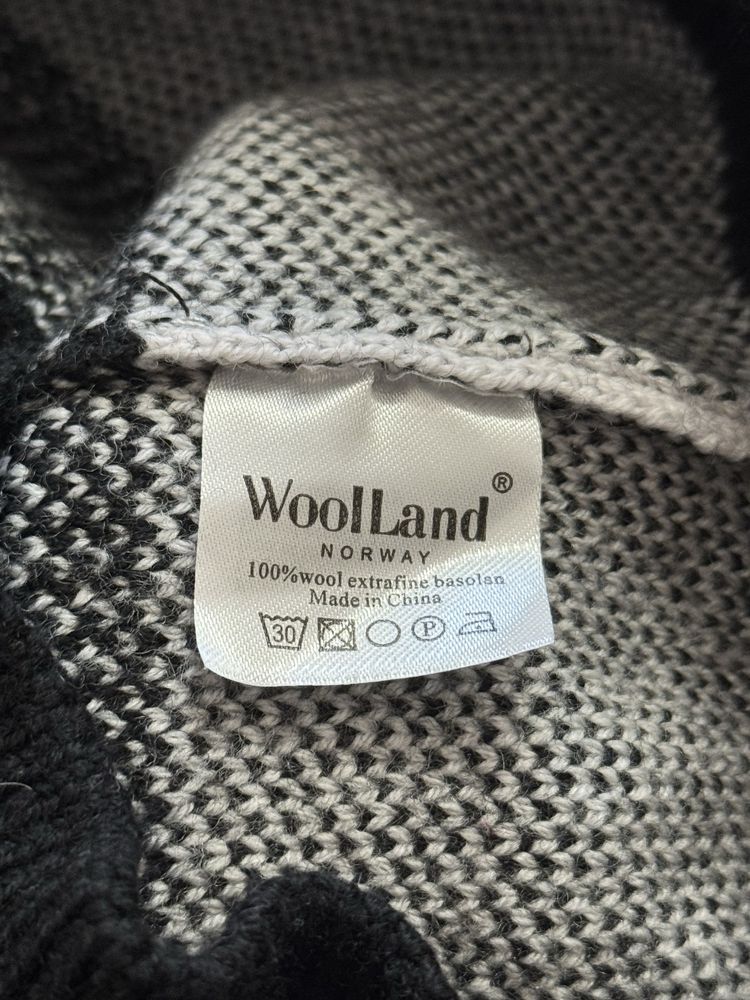 WoolLand®
NORWAY
100%wool extrafine basolan
Made in China
30 P